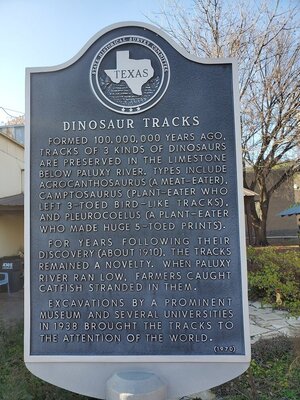 STATE HISTORICAL SURVEY COMMITTEE
TEXAS
DINOSAUR TRACKS
FORMED 100,000,000 YEARS AGO.
TRACKS OF 3 KINDS OF DINOSAURS
ARE PRESERVED IN THE LIMESTONE
BELOW PALUXY RIVER. TYPES INCLUDE
ACROCANTHOSAURUS (A MEAT-EATER),
CAMPTOSAURUS (PLANT-EATER WHO
LEFT 3-TOED BIRD-LIKE TRACKS),
AND PLEUROCOELUS (A PLANT-EATER
WHO MADE HUGE 5-TOED PRINTS).
FOR YEARS FOLLOWING THEIR
DISCOVERY (ABOUT 1910), THE TRACKS
REMAINED A NOVELTY. WHEN PALUXY
RIVER RAN LOW, FARMERS CAUGHT
CATFISH STRANDED IN THEM.
EXCAVATIONS BY A PROMINENT
MUSEUM AND SEVERAL UNIVERSITIES
IN 1938 BROUGHT THE TRACKS TO
THE ATTENTION OF THE WORLD.
(1970)